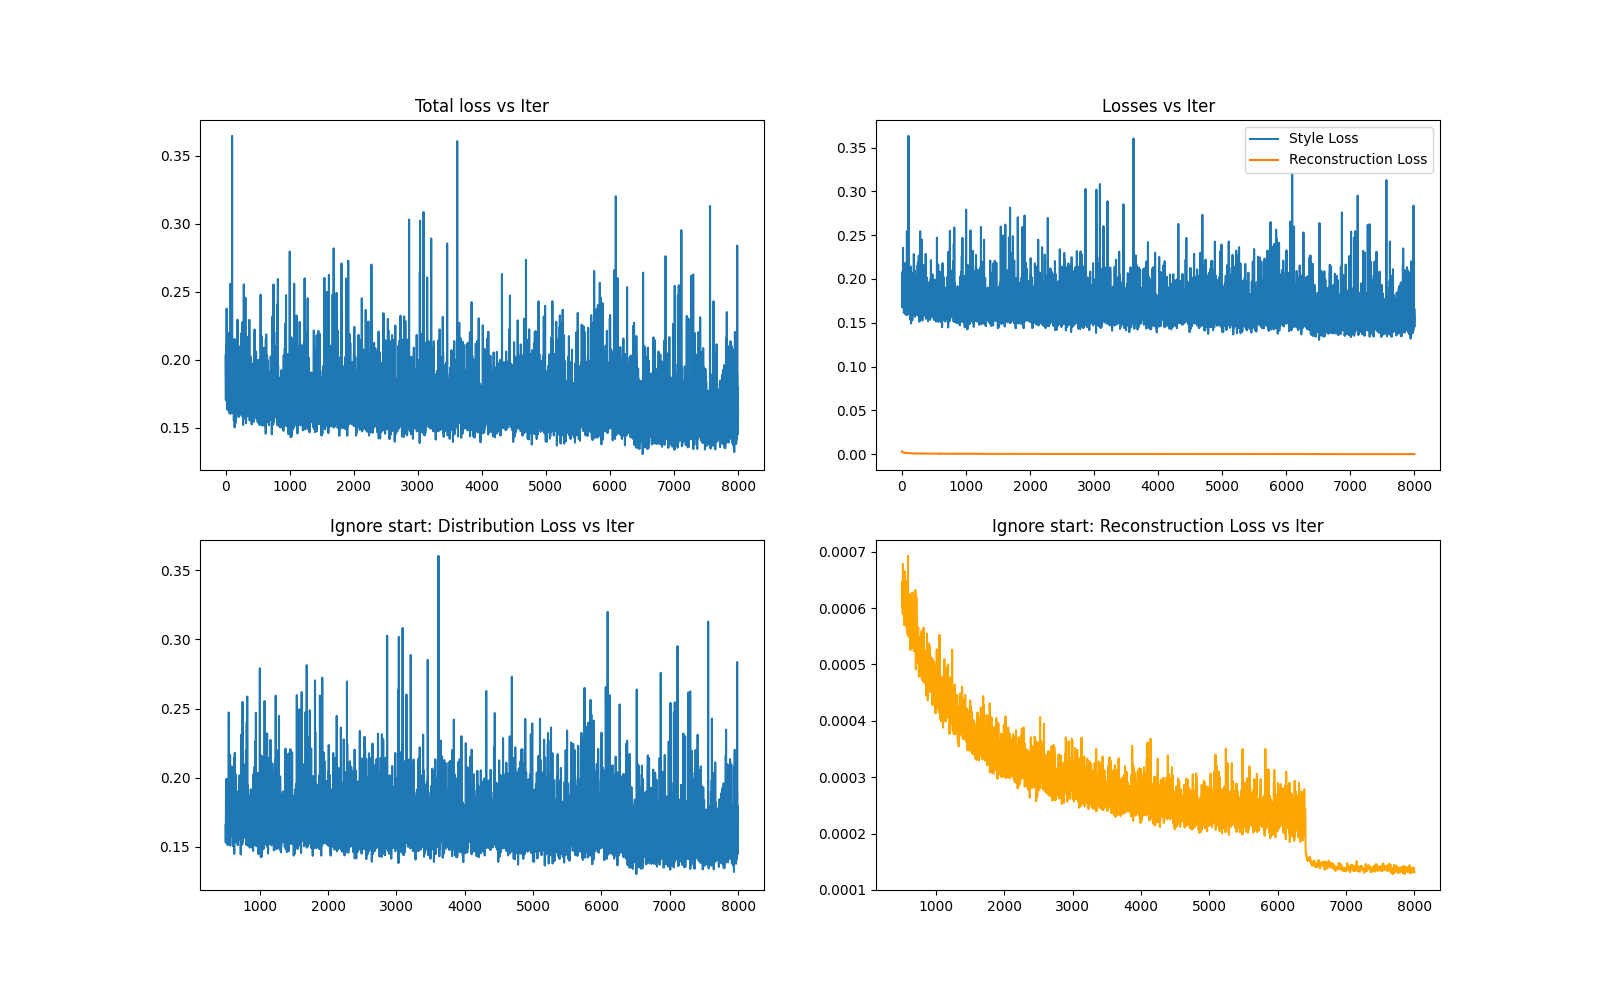 Total loss vs Iter
0.35
0.30
0.25
0.20
0.15
0 1000 2000 3000 4000 5000 6000 7000 8000
Losses vs Iter
Style Loss
Reconstruction Loss
0.35
0.30
0.25
0.20
0.15
0.10
0.05
0.00
0 1000 2000 3000 4000 5000 6000 7000 8000
Ignore start: Distribution Loss vs Iter
0.35
0.30
0.25
0.20
0.15
1000 2000 3000 4000 5000 6000 7000 8000
Ignore start: Reconstruction Loss vs Iter
0.0007
0.0006
0.0005
0.0004
0.0003
0.0002
0.0001
1000 2000 3000 4000 5000 6000 7000 8000